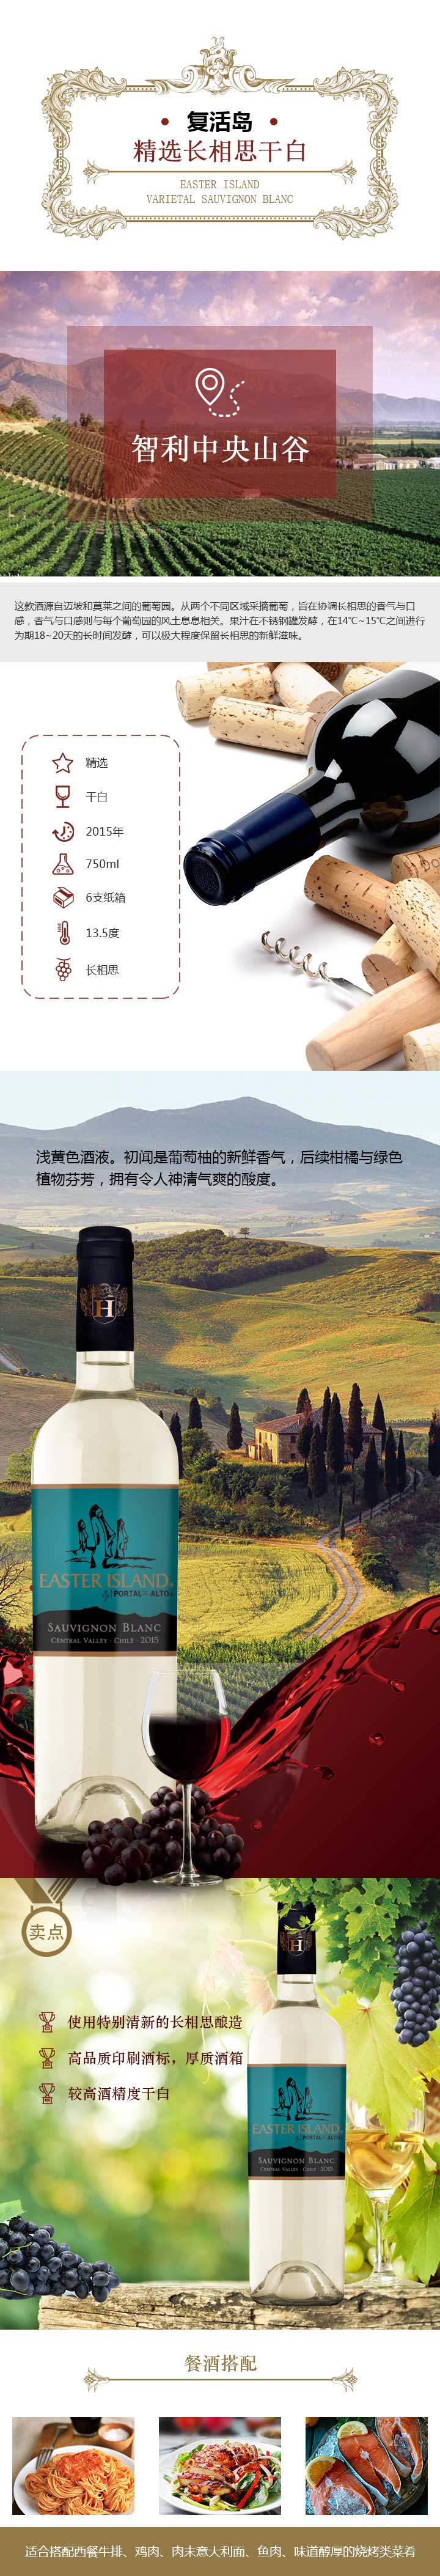 复活岛
精选长相思干白
EASTER ISLAND
VARIETAL SAUVIGNON BLANC
智利中央山谷
这款酒源自迈坡和莫莱之间的葡萄园。从两个不同区域采摘葡萄，旨在协调长相思的香气与口
感，香气与口感则与每个葡萄园的风土息息相关。果汁在不锈钢罐发酵，在14℃~15℃之间进行
为期18~20天的长时间发酵，可以极大程度保留长相思的新鲜滋味。
精选
干白
2015年
750ml
6支纸箱
13.5度
长相思
浅黄色酒液。初闻是葡萄柚的新鲜香气，后续柑橘与绿色
植物芬芳，拥有令人神清气爽的酸度。
H
EASTER ISLAND
by PORTAL DEL ALTO
SAUVIGNON BLANC
CENTRAL VALLEY · CHILE · 2015
卖点
使用特别清新的长相思酿造
高品质印刷酒标，厚质酒箱
较高酒精度干白
H
EASTER ISLAND
by PORTAL DEL ALTO
SAUVIGNON BLANC
CENTRAL VALLEY · CHILE · 2015
餐酒搭配
适合搭配西餐牛排、鸡肉、肉末意大利面、鱼肉、味道醇厚的烧烤类菜肴